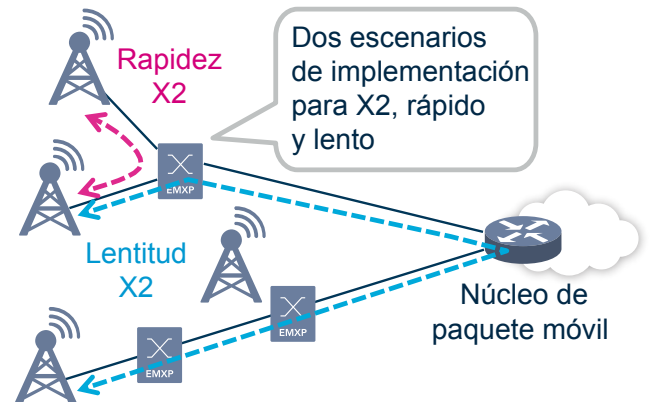 Rapidez
X2
Dos escenarios
de implementación
para X2, rápido
y lento
EMXP
Lentitud
X2
EMXP
EMXP
Núcleo de
paquete móvil